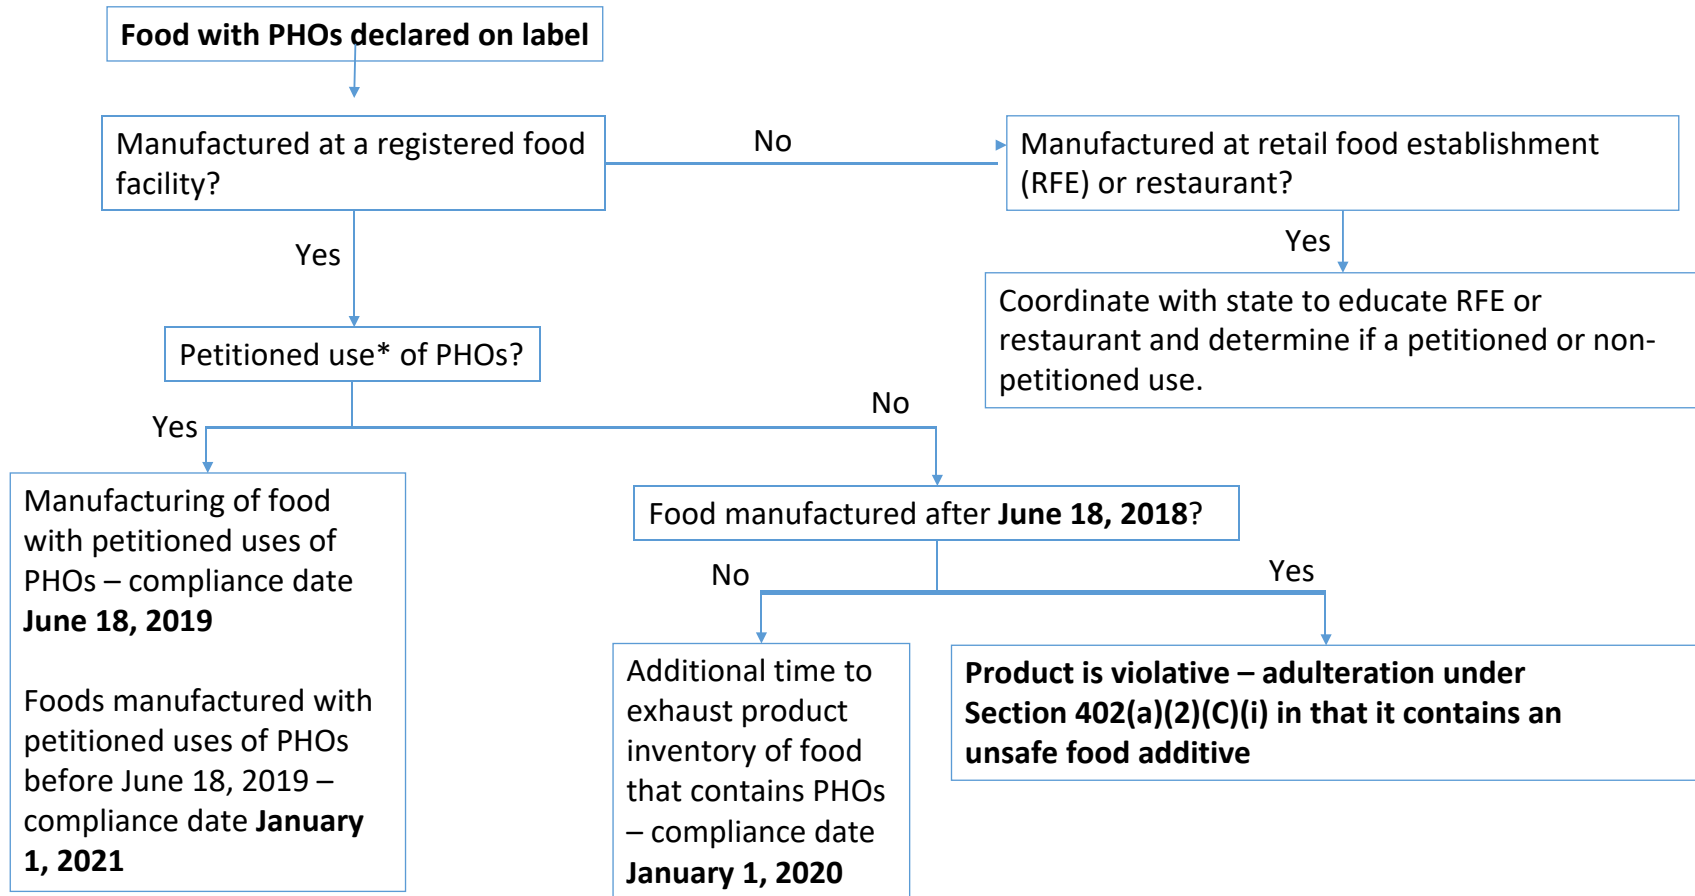 Food with PHOs declared on label
Manufactured at a registered food
facility?
No
Manufactured at retail food establishment
(RFE) or restaurant?
Yes
Yes
Coordinate with state to educate RFE or
restaurant and determine if a petitioned or non-
petitioned use.
Petitioned use* of PHOs?
Yes
No
Manufacturing of food
with petitioned uses of
PHOs – compliance date
June 18, 2019
Foods manufactured with
petitioned uses of PHOs
before June 18, 2019 –
compliance date January
1, 2021
Food manufactured after June 18, 2018?
No
Yes
Additional time to
exhaust product
inventory of food
that contains PHOs
– compliance date
January 1, 2020
Product is violative – adulteration under
Section 402(a)(2)(C)(i) in that it contains an
unsafe food additive